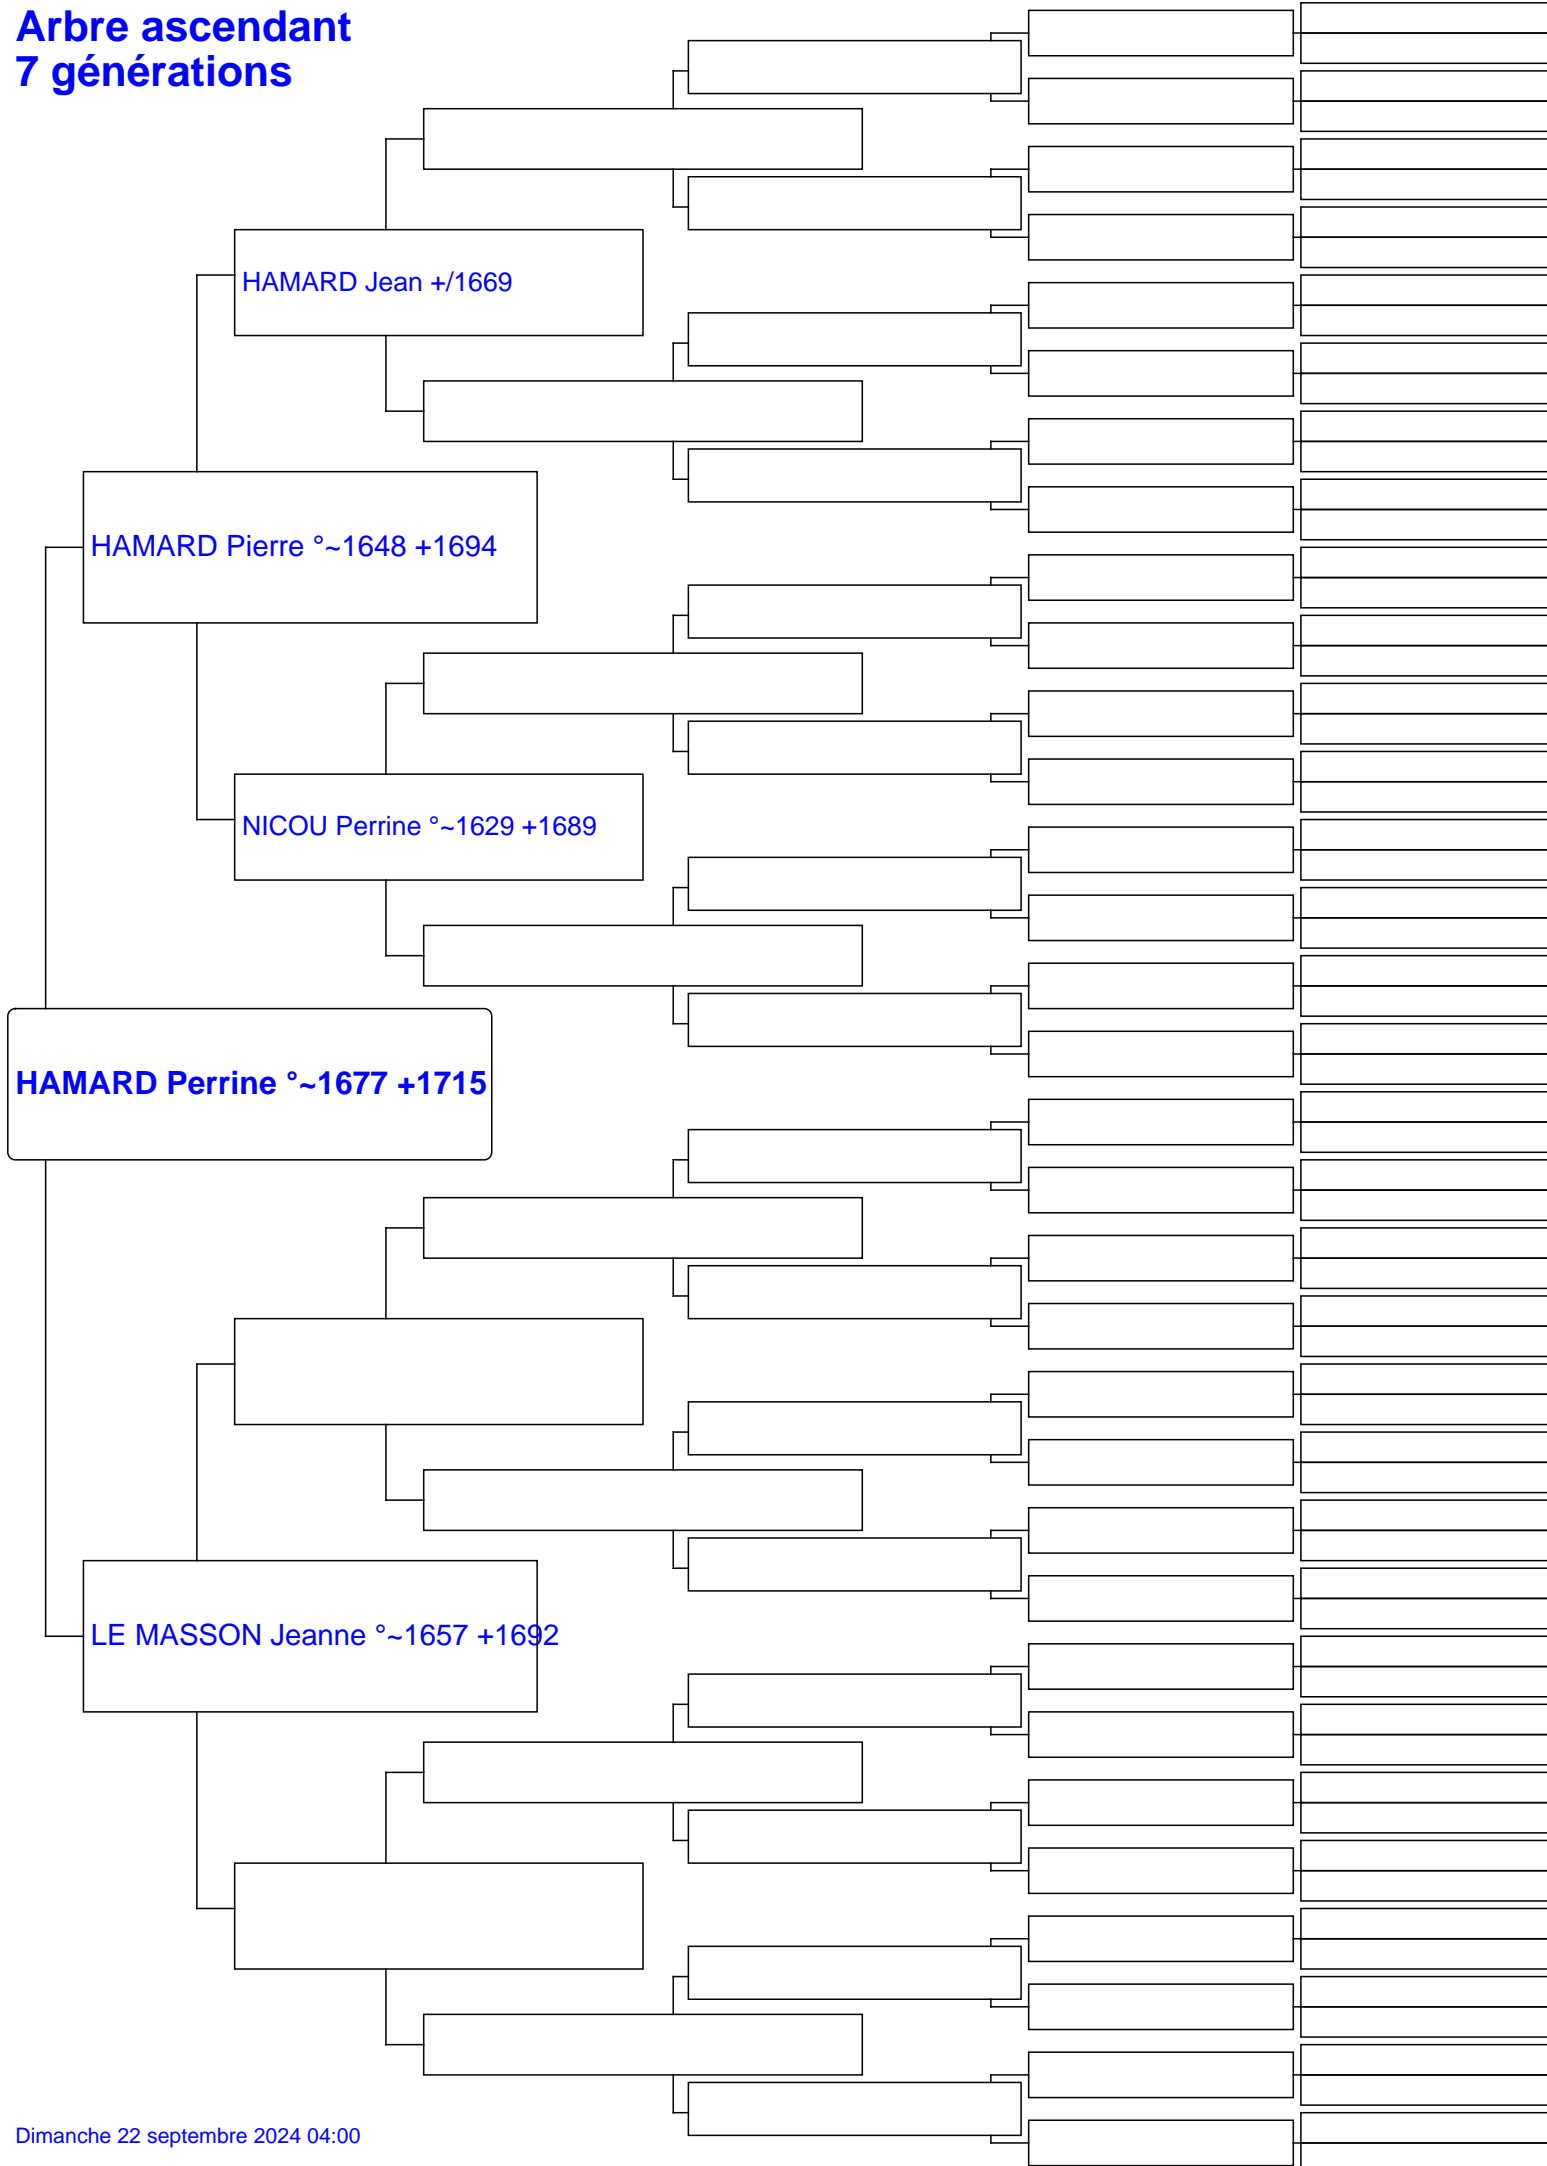 Arbre ascendant
7 générations
HAMARD Jean +/1669
HAMARD Pierre °~1648 +1694
NICOU Perrine °~1629 +1689
HAMARD Perrine °~1677 +1715
LE MASSON Jeanne °~1657 +1692
Dimanche 22 septembre 2024 04:00